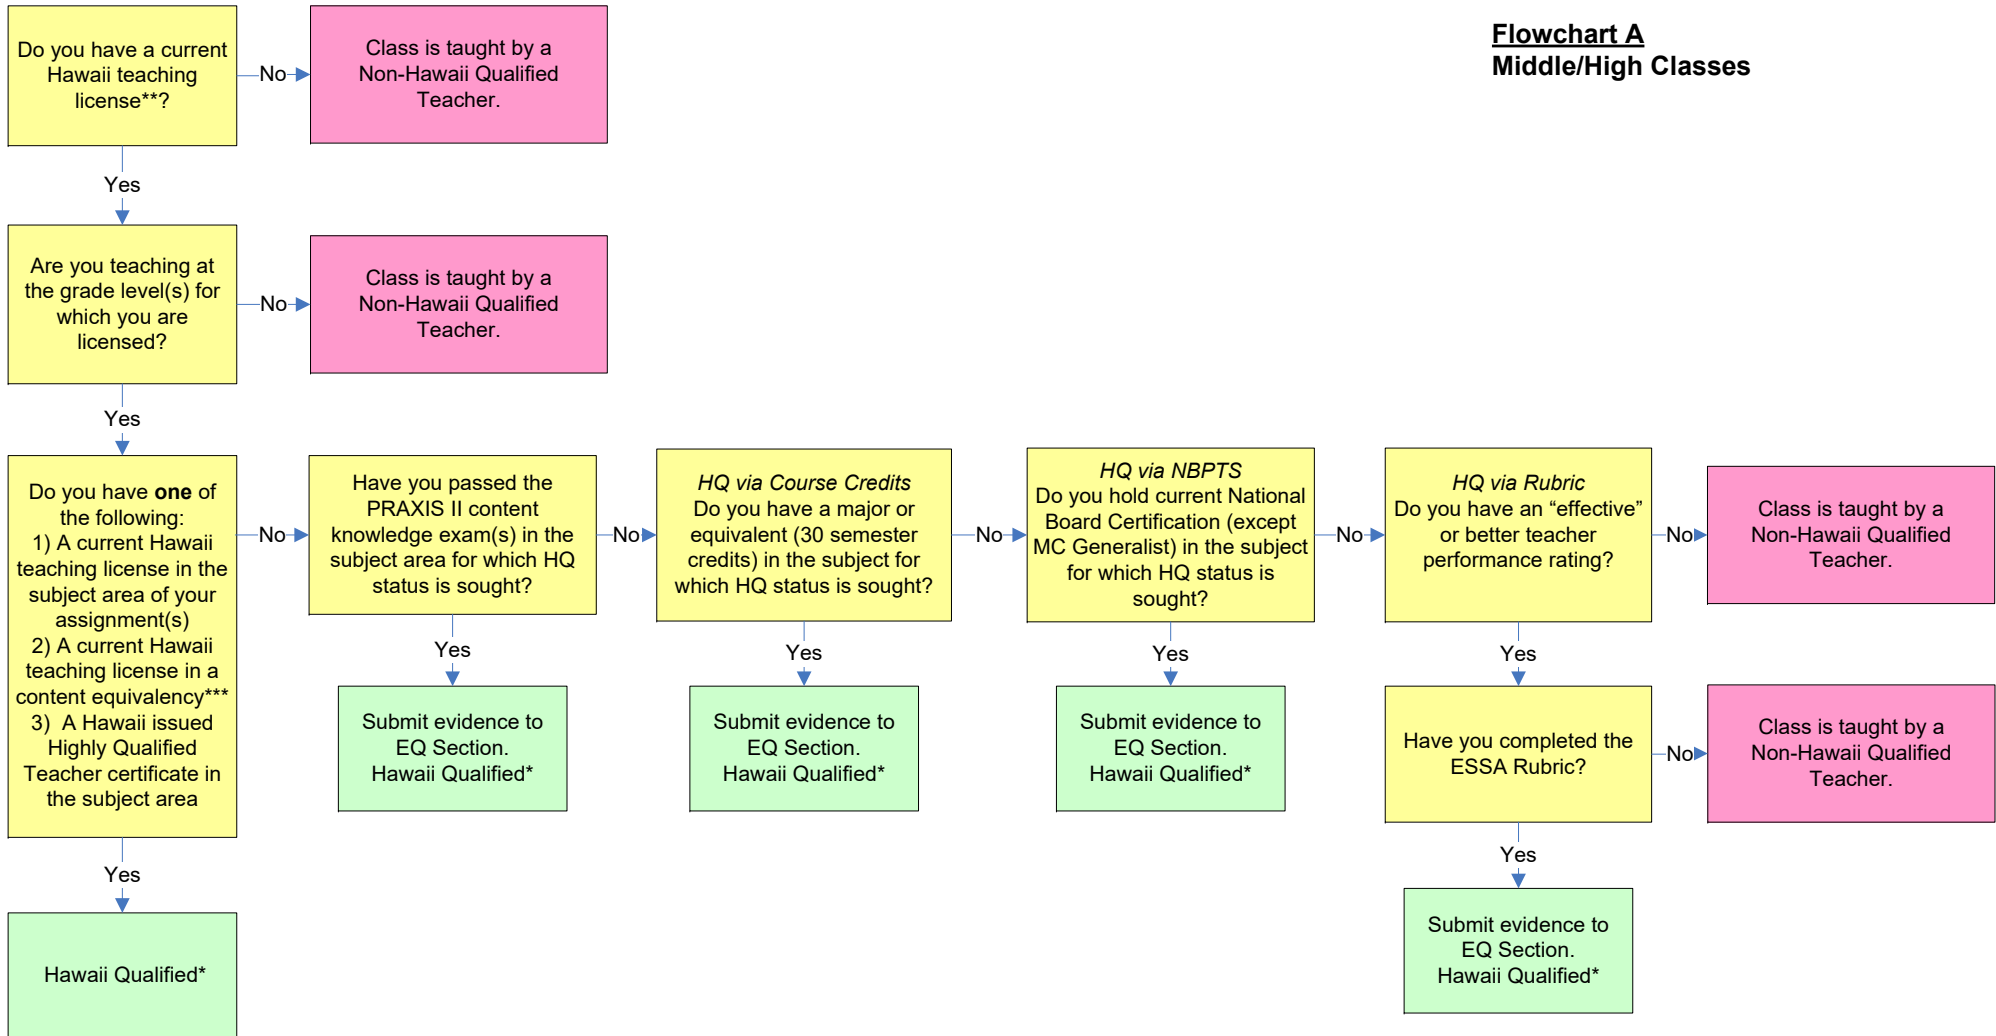 Flowchart A
Middle/High Classes
Do you have a current
Hawaii teaching
license**?
No
Class is taught by a
Non-Hawaii Qualified
Teacher.
Yes
Are you teaching at
the grade level(s) for
which you are
licensed?
No
Class is taught by a
Non-Hawaii Qualified
Teacher.
Yes
Do you have one of
the following:
1) A current Hawaii
teaching license in the
subject area of your
assignment(s)
2) A current Hawaii
teaching license in a
content equivalency***
3) A Hawaii issued
Highly Qualified
Teacher certificate in
the subject area
No
Have you passed the
PRAXIS II content
knowledge exam(s) in the
subject area for which HQ
status is sought?
No
HQ via Course Credits
Do you have a major or
equivalent (30 semester
credits) in the subject for
which HQ status is sought?
No
HQ via NBPTS
Do you hold current National
Board Certification (except
MC Generalist) in the subject
for which HQ status is
sought?
No
HQ via Rubric
Do you have an “effective”
or better teacher
performance rating?
No
Class is taught by a
Non-Hawaii Qualified
Teacher.
Yes
Yes
Yes
Yes
Submit evidence to
EQ Section.
Hawaii Qualified*
Submit evidence to
EQ Section.
Hawaii Qualified*
Submit evidence to
EQ Section.
Hawaii Qualified*
Have you completed the
ESSA Rubric?
No
Class is taught by a
Non-Hawaii Qualified
Teacher.
Yes
Yes
Hawaii Qualified*
Submit evidence to
EQ Section.
Hawaii Qualified*